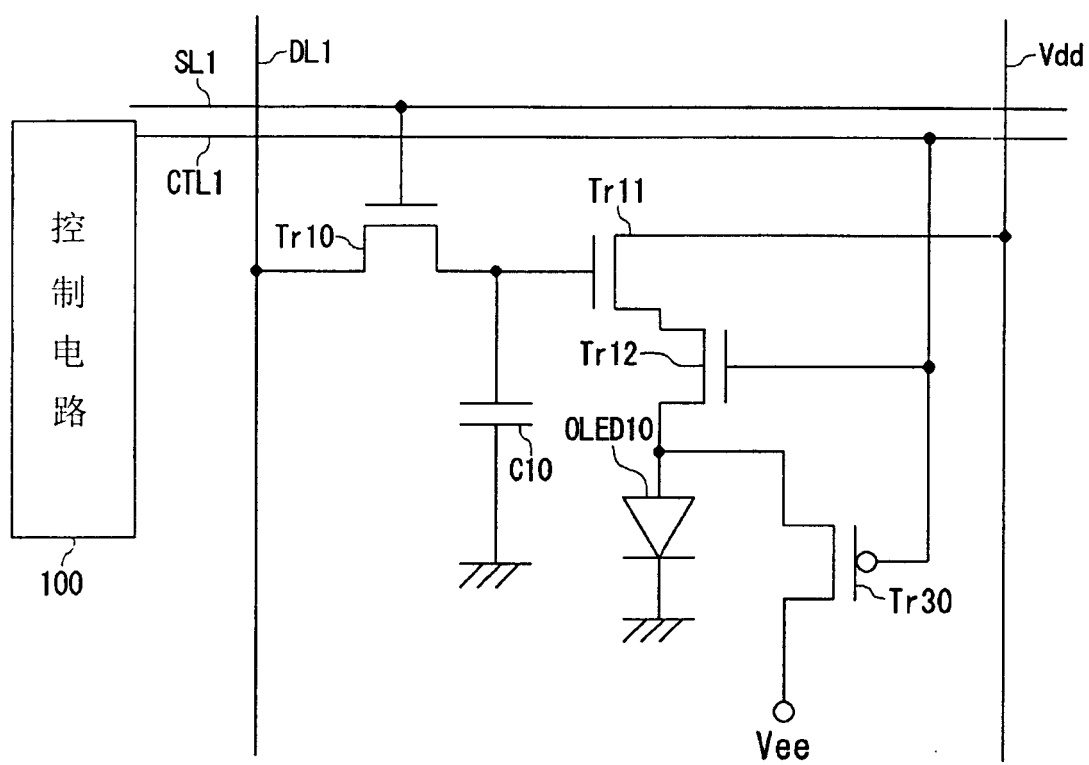 DL1
Vdd
SL1
CTL1
控制电路
Tr10
Tr11
Tr12
OLED10
C10
100
Tr30
Vee